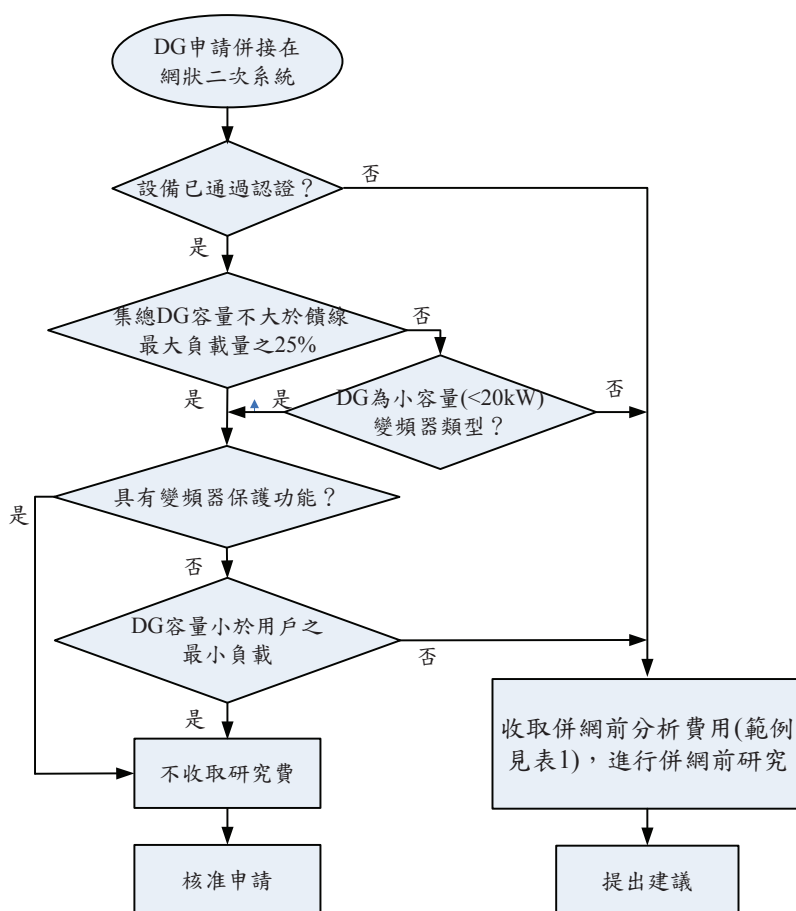 DG申請併接在
網狀二次系統
設備已通過認證？
否
是
集總DG容量不大於饋線
最大負載量之25%
否
是
是
DG為小容量(<20kW)
變頻器類型？
否
具有變頻器保護功能？
是
否
DG容量小於用戶之
最小負載
否
是
收取併網前分析費用(範例
見表1)，進行併網前研究
不收取研究費
核准申請
提出建議